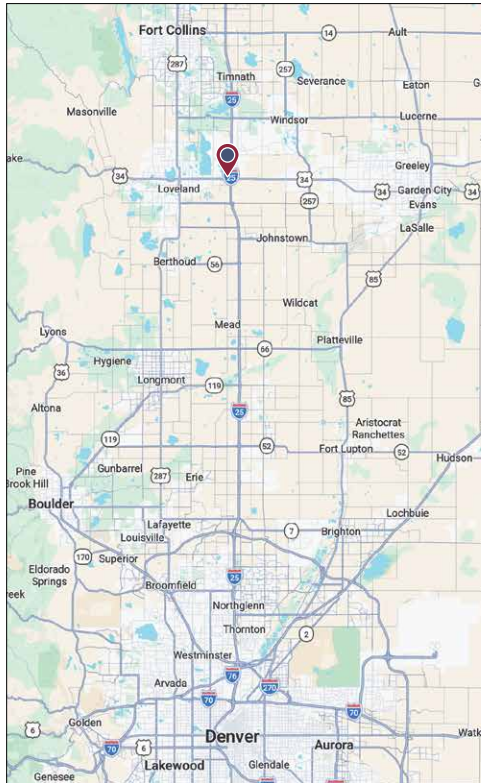 Fort Collins
14
Ault
287
Timnath
257
Severance
25
Eaton
Masonville
Windsor
Lucerne
Greeley
34
25
34
34
Garden City
34
Loveland
257
Evans
LaSalle
Johnstown
Berthoud
56
85
Wildcat
Mead
Lyons
Platteville
66
Hygiene
36
Longmont
119
85
25
Altona
Aristocrat
Ranchettes
119
52
Fort Lupton
52
Hudson
Pine
Brook Hill
Gunbarrel
287
Erie
Boulder
Lochbuie
Lafayette
7
Brighton
Louisville
170
Superior
Eldorado
Springs
25
Broomfield
Northglenn
Thornton
2
Westminster
76
Arvada
270
70
70
6
Golden
70
6
Denver
Aurora
Lakewood
Glendale
Genesee